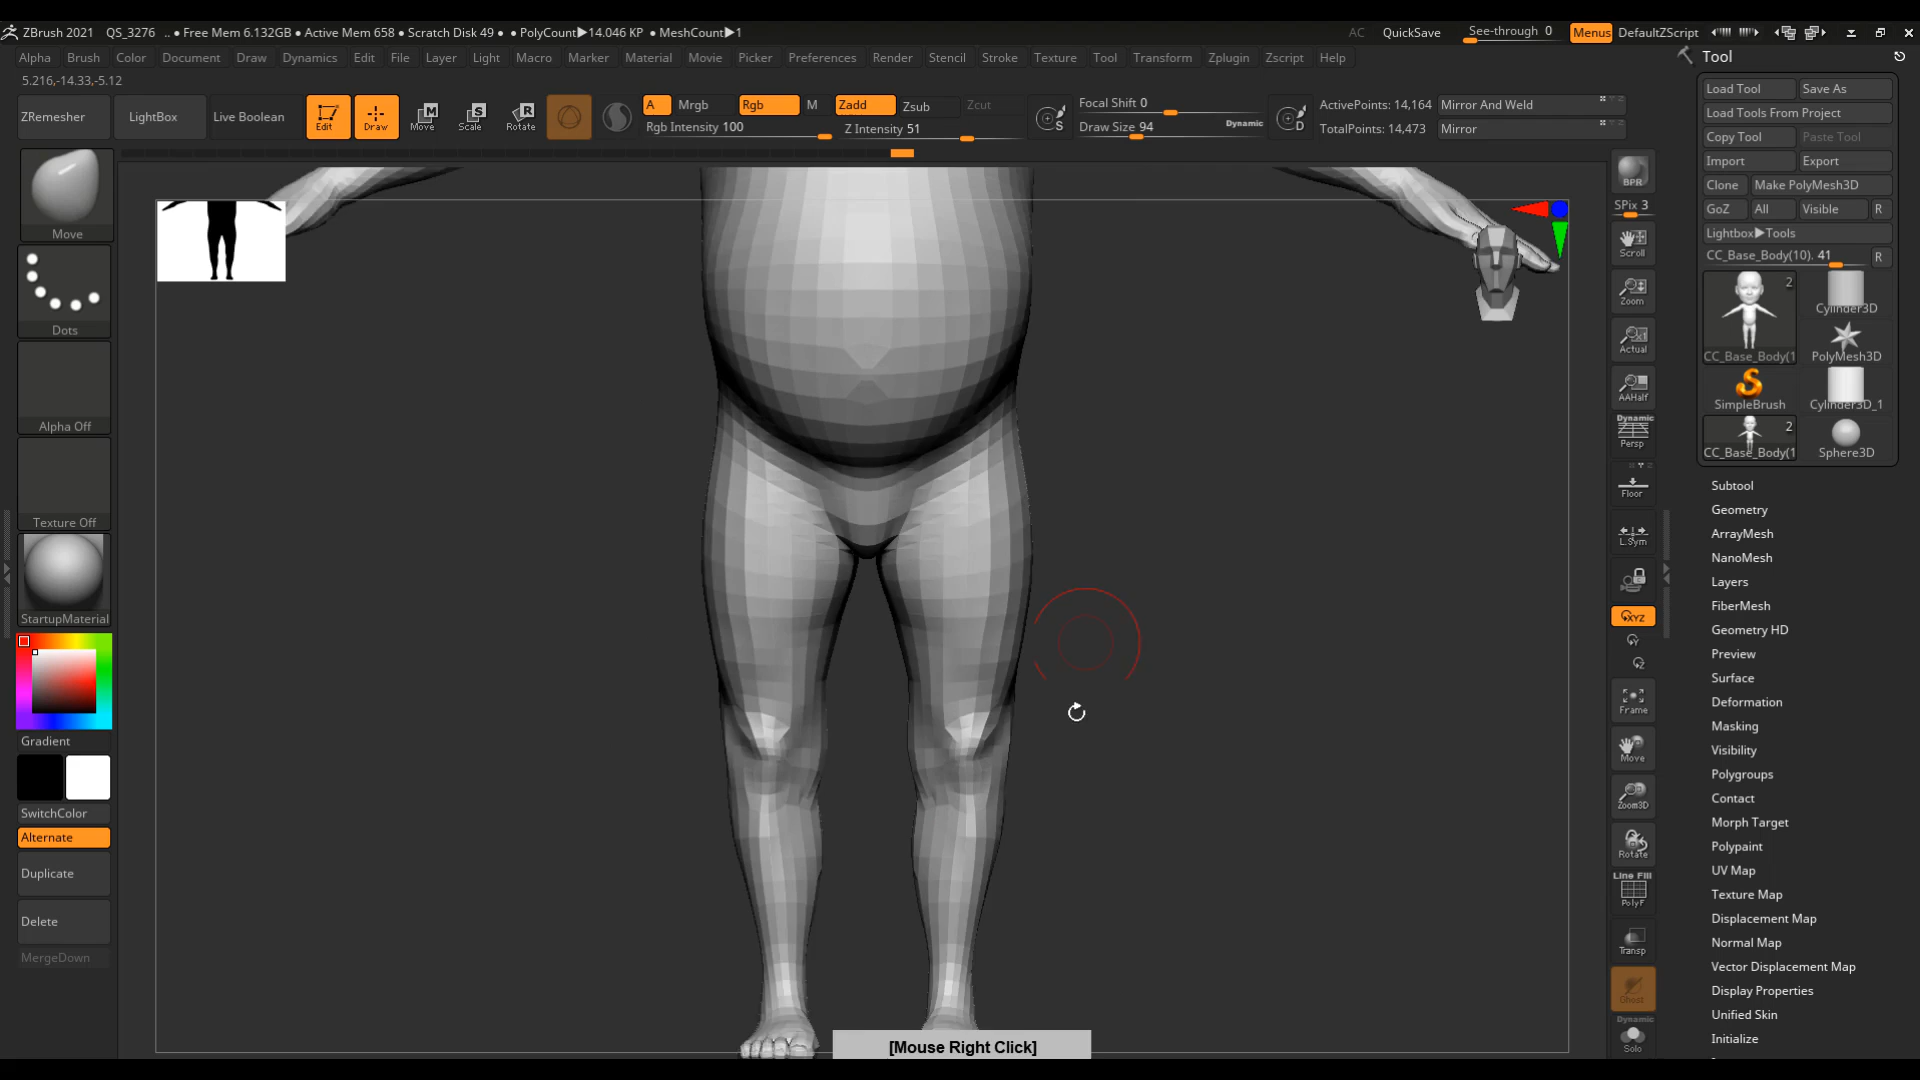 ZBrush 2021 QS_3276 .. ● Free Mem 6.132GB ● Active Mem 658 ● Scratch Disk 49 ● ● PolyCount▶14.046 KP ● MeshCount▶1 AC QuickSave See-through 0 Menus DefaultZScript
Alpha Brush Color Document Draw Dynamics Edit File Layer Light Macro Marker Material Movie Picker Preferences Render Stencil Stroke Texture Tool Transform Zplugin Zscript Help
5.216,-14.33,-5.12
ZRemesher LightBox Live Boolean Edit Draw Move Scale Rotate
A Mrgb Rgb M Zadd Zsub Zcut
Rgb Intensity 100 Z Intensity 51
S
Focal Shift 0
Draw Size 94 Dynamic
D
ActivePoints: 14,164 Mirror And Weld
TotalPoints: 14,473 Mirror
Move
Dots
Alpha Off
Texture Off
StartupMaterial
Gradient
SwitchColor
Alternate
Duplicate
Delete
MergeDown
[Mouse Right Click]
BPR
SPix 3
Scroll
Zoom
Actual
AAHalf
Dynamic
Persp
Floor
L.Sym
XYZ
Y
Z
Frame
Move
Zoom3D
Rotate
Line Fill
PolyF
Transp
Ghost
Dynamic
Solo
Tool
Load Tool Save As
Load Tools From Project
Copy Tool Paste Tool
Import Export
Clone Make PolyMesh3D
GoZ All Visible R
Lightbox▶Tools
CC_Base_Body(10). 41 R
2
Cylinder3D
CC_Base_Body(1 PolyMesh3D
SimpleBrush Cylinder3D_1
2
CC_Base_Body(1 Sphere3D
Subtool
Geometry
ArrayMesh
NanoMesh
Layers
FiberMesh
Geometry HD
Preview
Surface
Deformation
Masking
Visibility
Polygroups
Contact
Morph Target
Polypaint
UV Map
Texture Map
Displacement Map
Normal Map
Vector Displacement Map
Display Properties
Unified Skin
Initialize